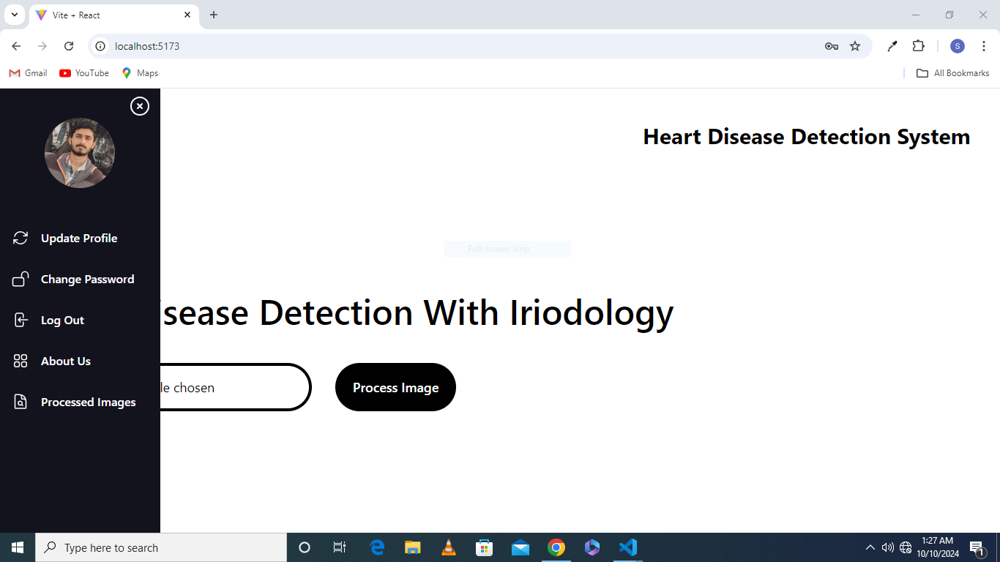 Vite + React
localhost:5173
S
Gmail
YouTube
Maps
All Bookmarks
Heart Disease Detection System
Full-screen Snip
Update Profile
Change Password
isease Detection With Iriodology
Log Out
About Us
le chosen
Process Image
Processed Images
Type here to search
1:27 AM
10/10/2024
1